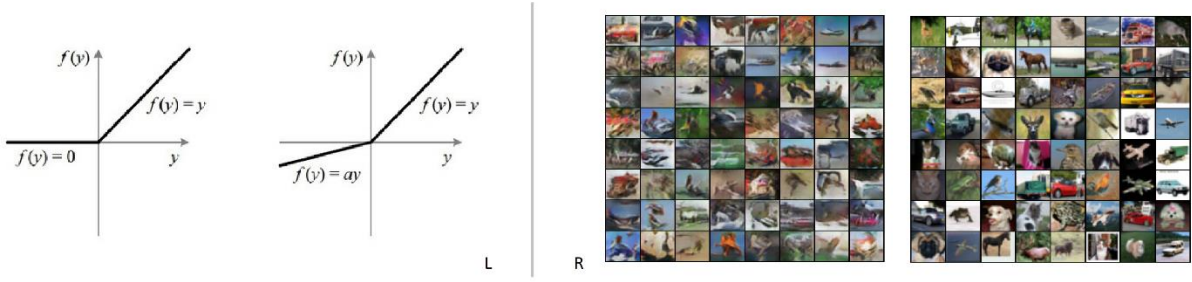 f(y)
f(y) = y
f(y) = 0
y
f(y)
f(y) = y
f(y) = ay
y
L
R